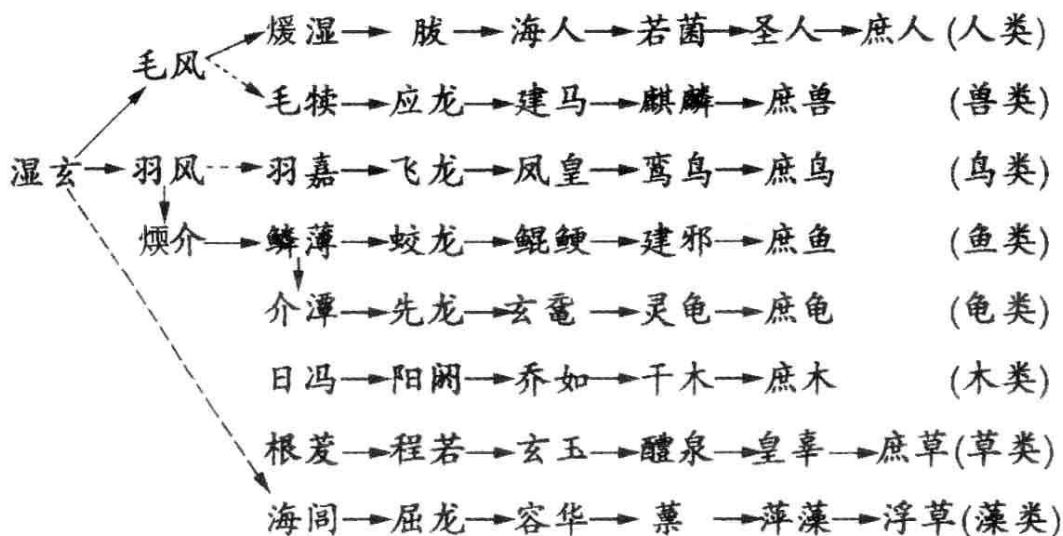 煖湿 胈 海人 若菌 圣人 庶人 (人类)
毛风
毛犊 应龙 建马 麒麟 庶兽 (兽类)
湿玄 羽风 羽嘉 飞龙 凤皇 鸾鸟 庶鸟 (鸟类)
煗介 鳞薄 蛟龙 鲲鲠 建邪 庶鱼 (鱼类)
介潭 先龙 玄鼋 灵龟 庶龟 (龟类)
日冯 阳阏 乔如 干木 庶木 (木类)
根茇 程若 玄玉 醴泉 皇辜 庶草 (草类)
海闾 屈龙 容华 蔈 萍藻 浮草 (藻类)